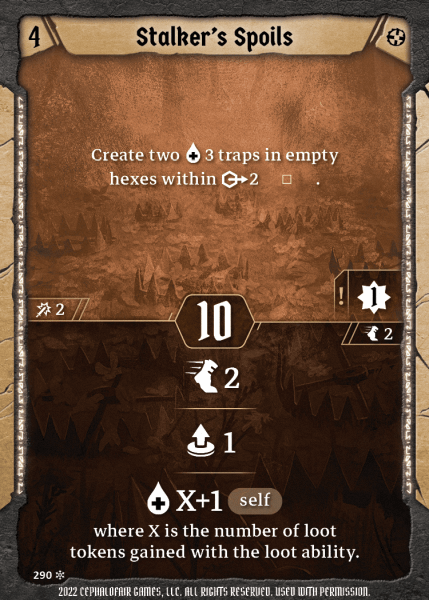 4
Stalker's Spoils
Create two 3 traps in empty
hexes within 2 □ .
! 1
2
10
2
2
1
X+1 self
where X is the number of loot
tokens gained with the loot ability.
290
2022 CEPHALOFAIR GAMES, LLC. ALL RIGHTS RESERVED. USED WITH PERMISSION.